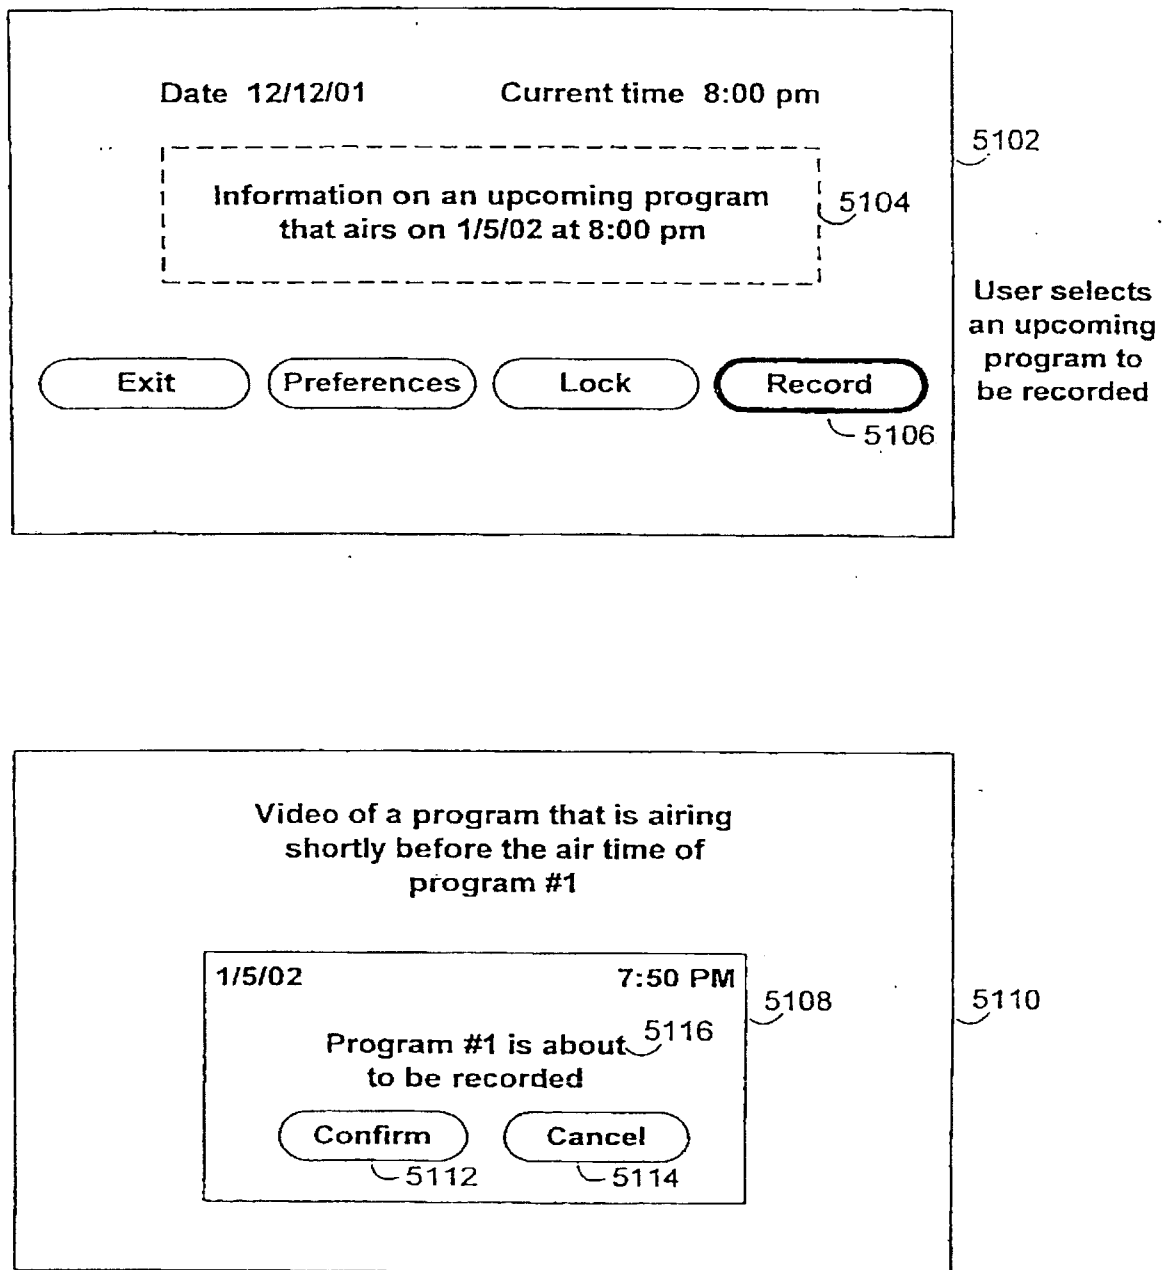 Date 12/12/01 Current time 8:00 pm
5102
Information on an upcoming program
that airs on 1/5/02 at 8:00 pm
5104
User selects
an upcoming
program to
be recorded
Exit Preferences Lock Record
5106
Video of a program that is airing
shortly before the air time of
program #1
1/5/02 7:50 PM
5108
5110
Program #1 is about
to be recorded
5116
Confirm Cancel
5112 5114